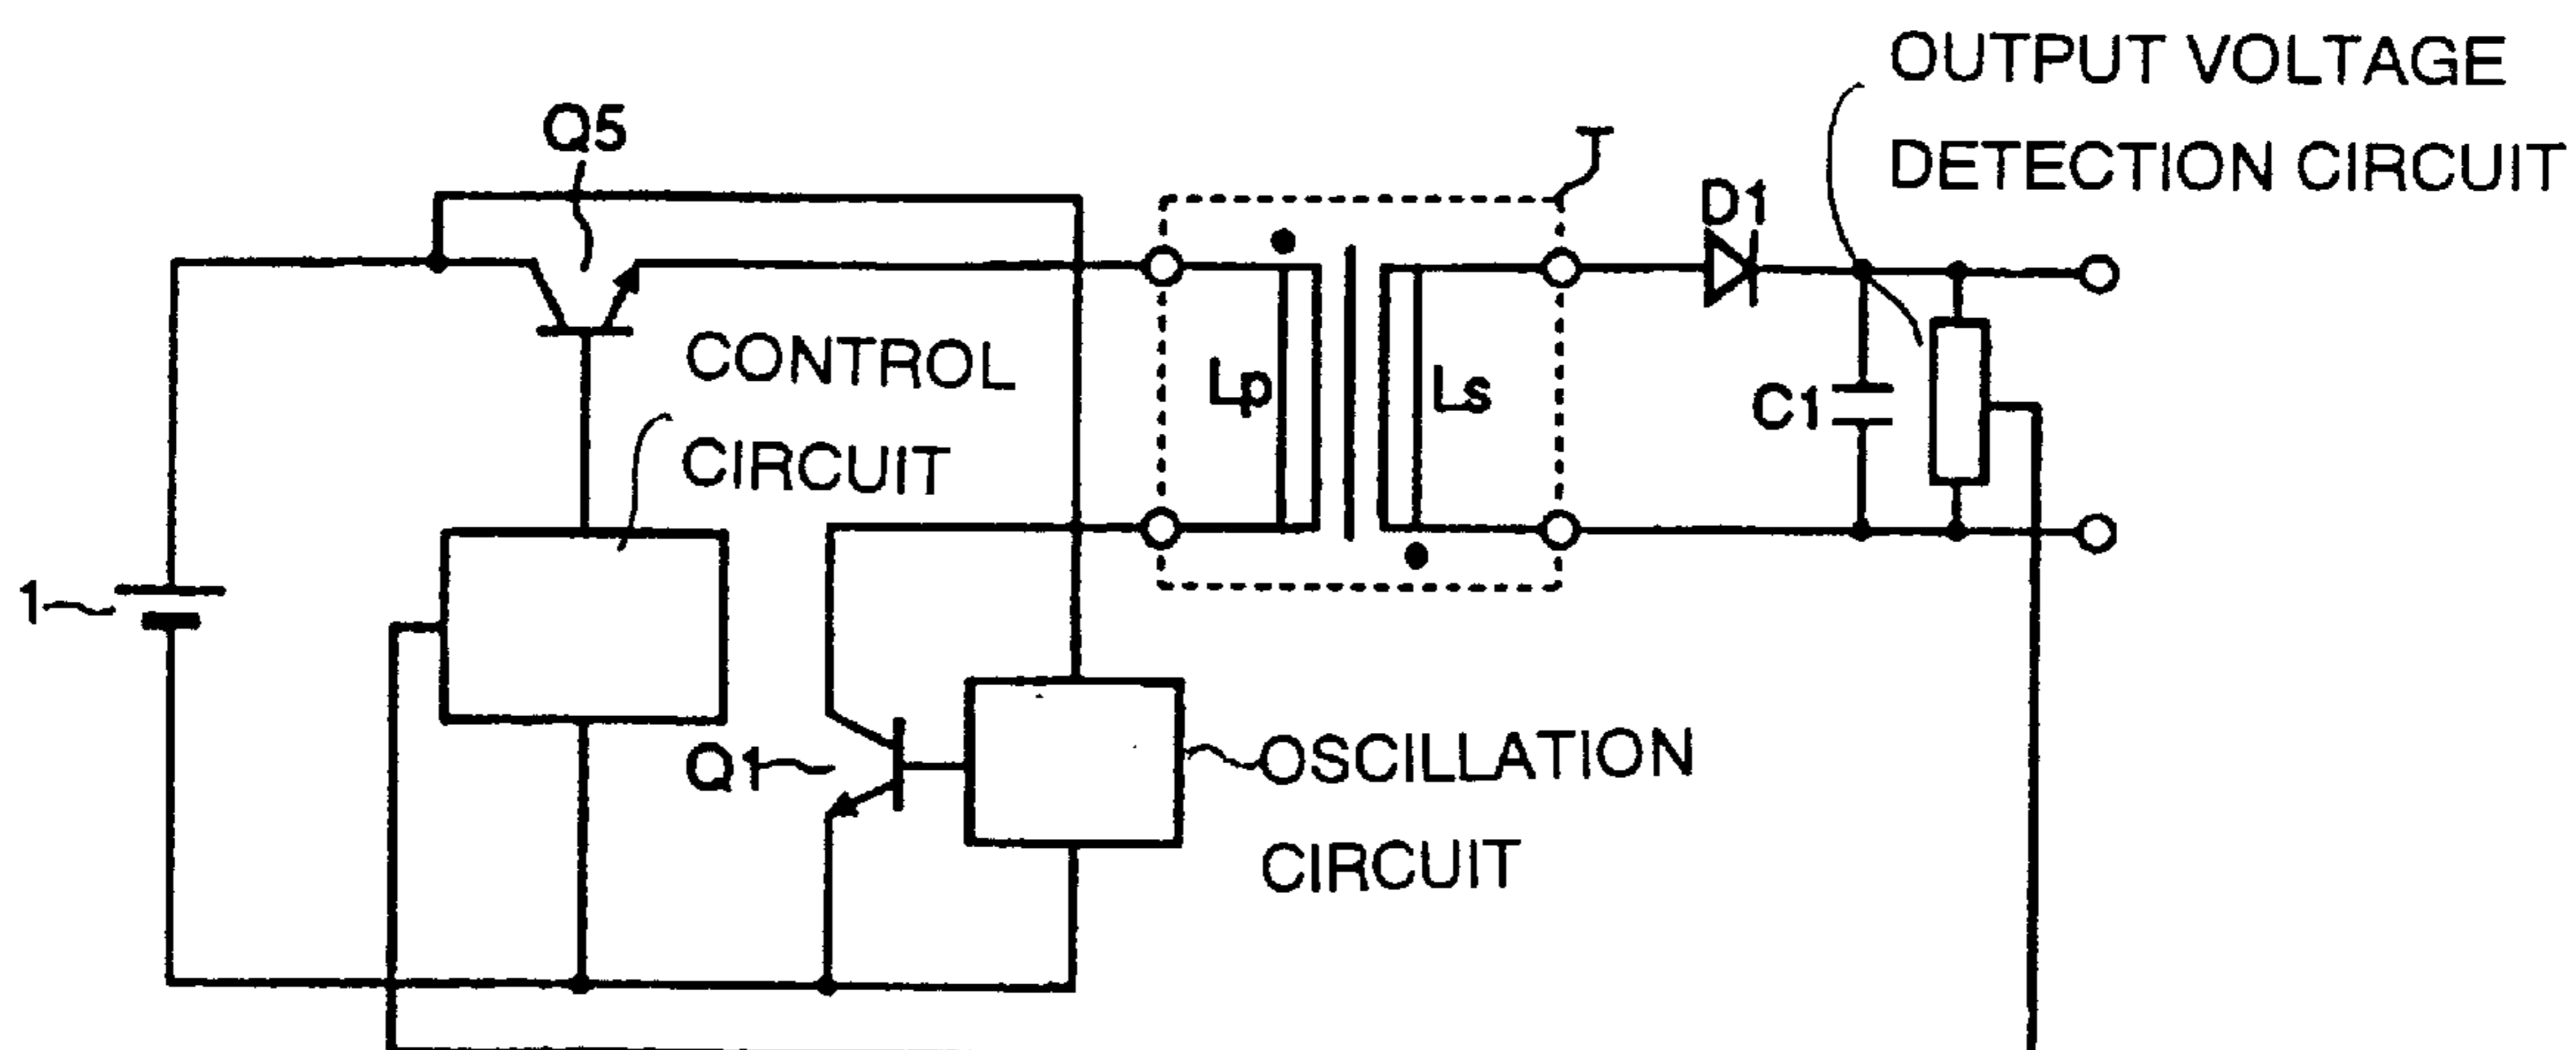 OUTPUT VOLTAGE
DETECTION CIRCUIT
Q5
T
D1
CONTROL
CIRCUIT
Lp
Ls
C1
1
Q1
OSCILLATION
CIRCUIT